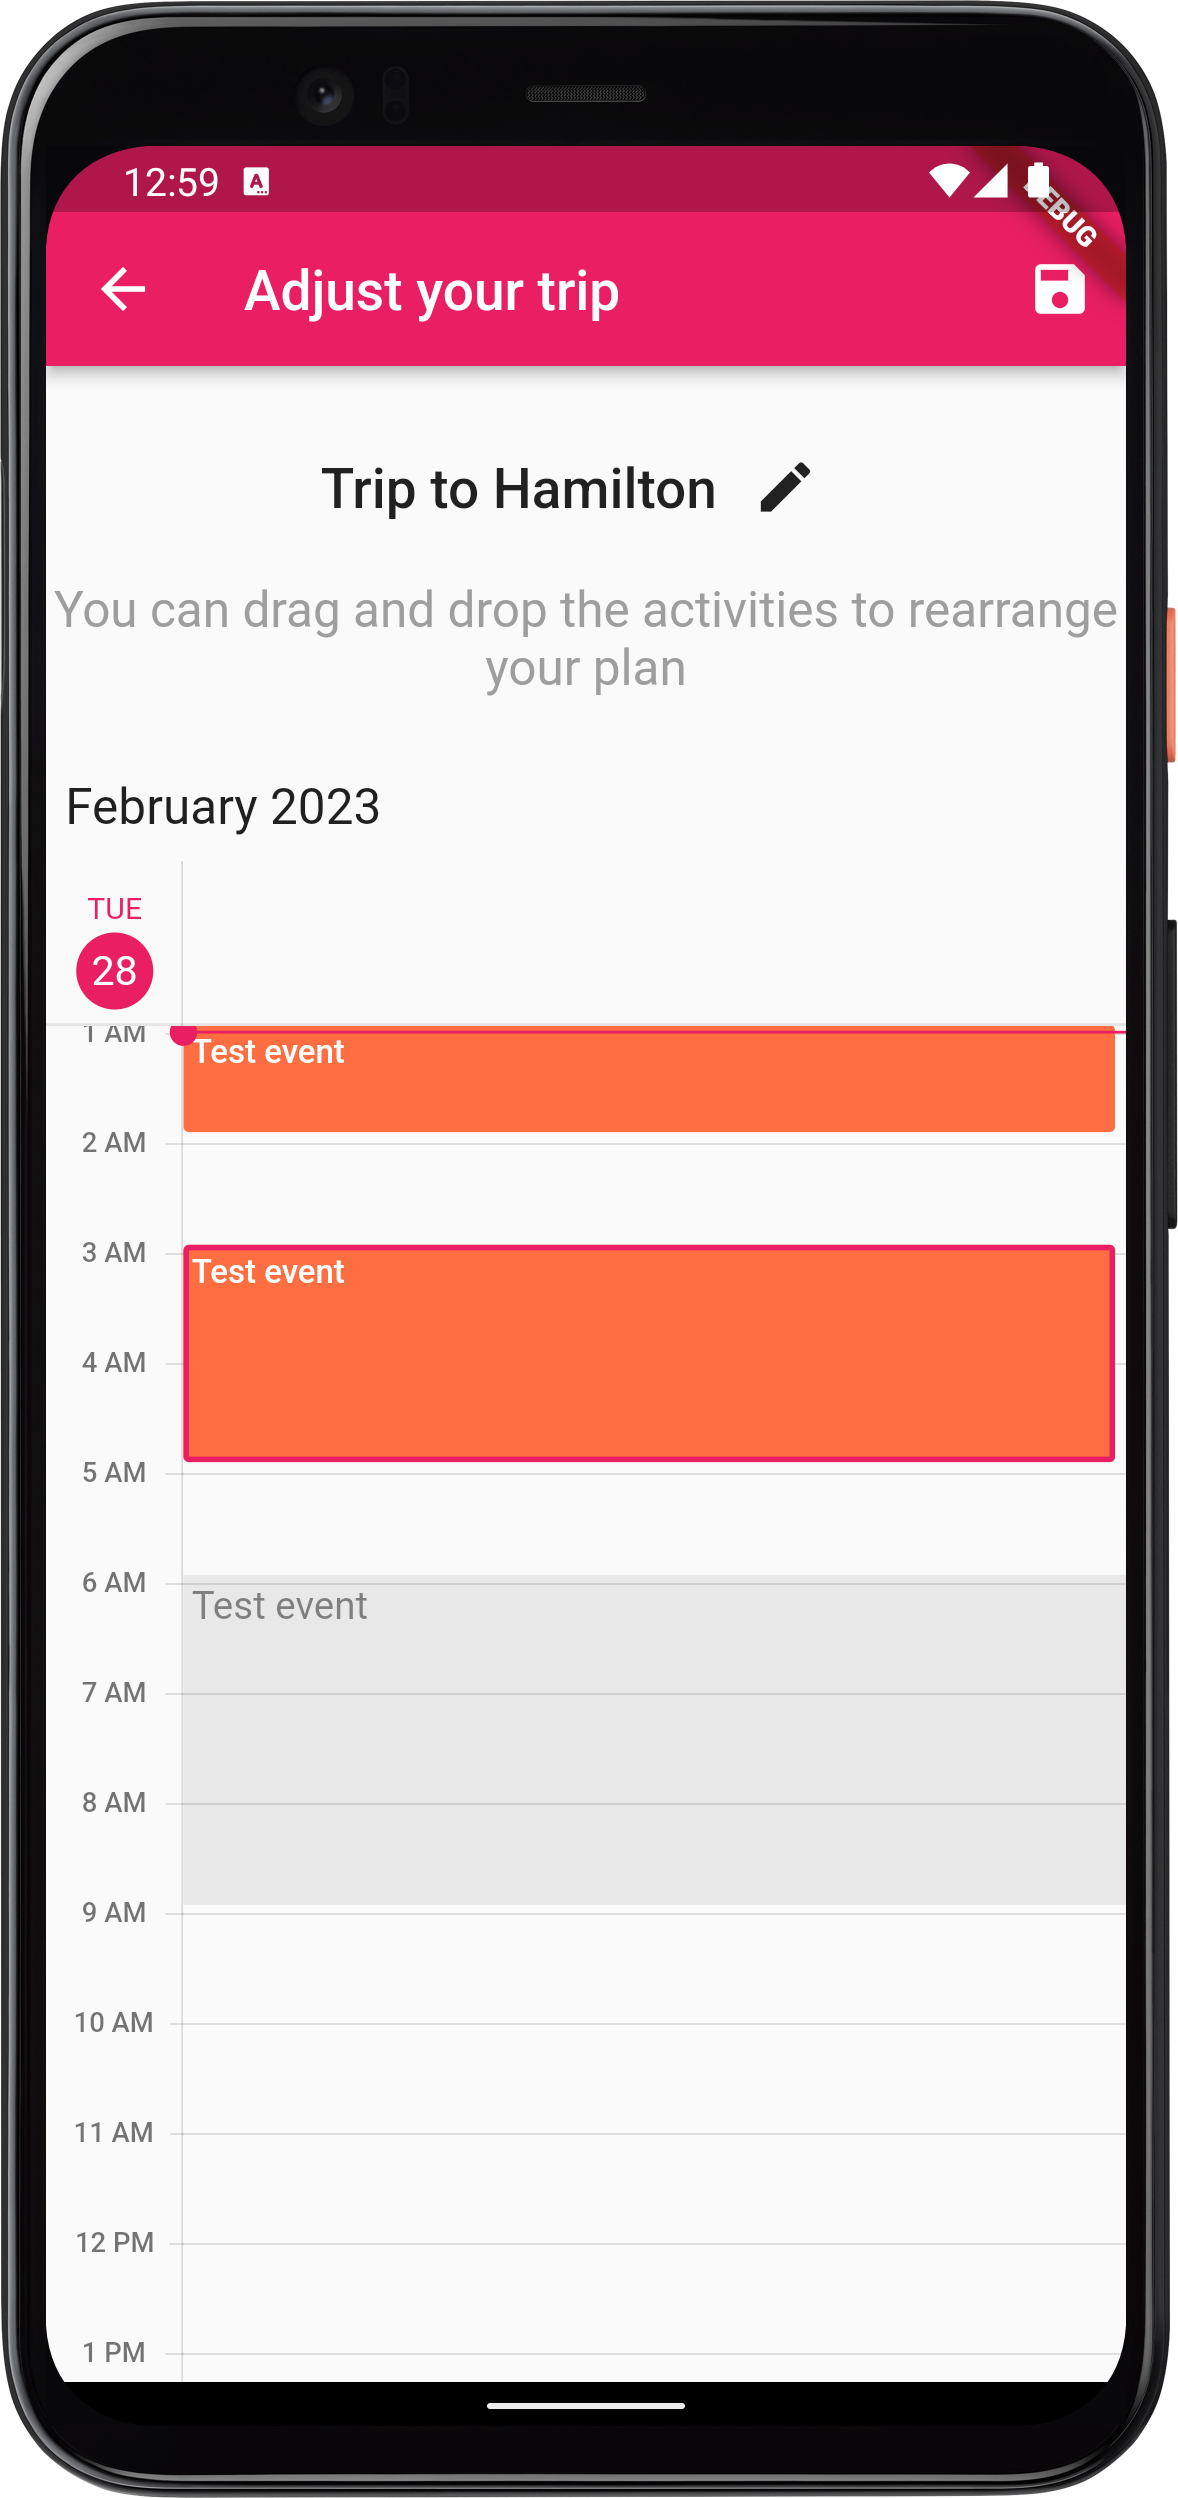 12:59
DEBUG
Adjust your trip
Trip to Hamilton
You can drag and drop the activities to rearrange
your plan
February 2023
TUE
28
1 AM
Test event
2 AM
3 AM
Test event
4 AM
5 AM
6 AM
Test event
7 AM
8 AM
9 AM
10 AM
11 AM
12 PM
1 PM